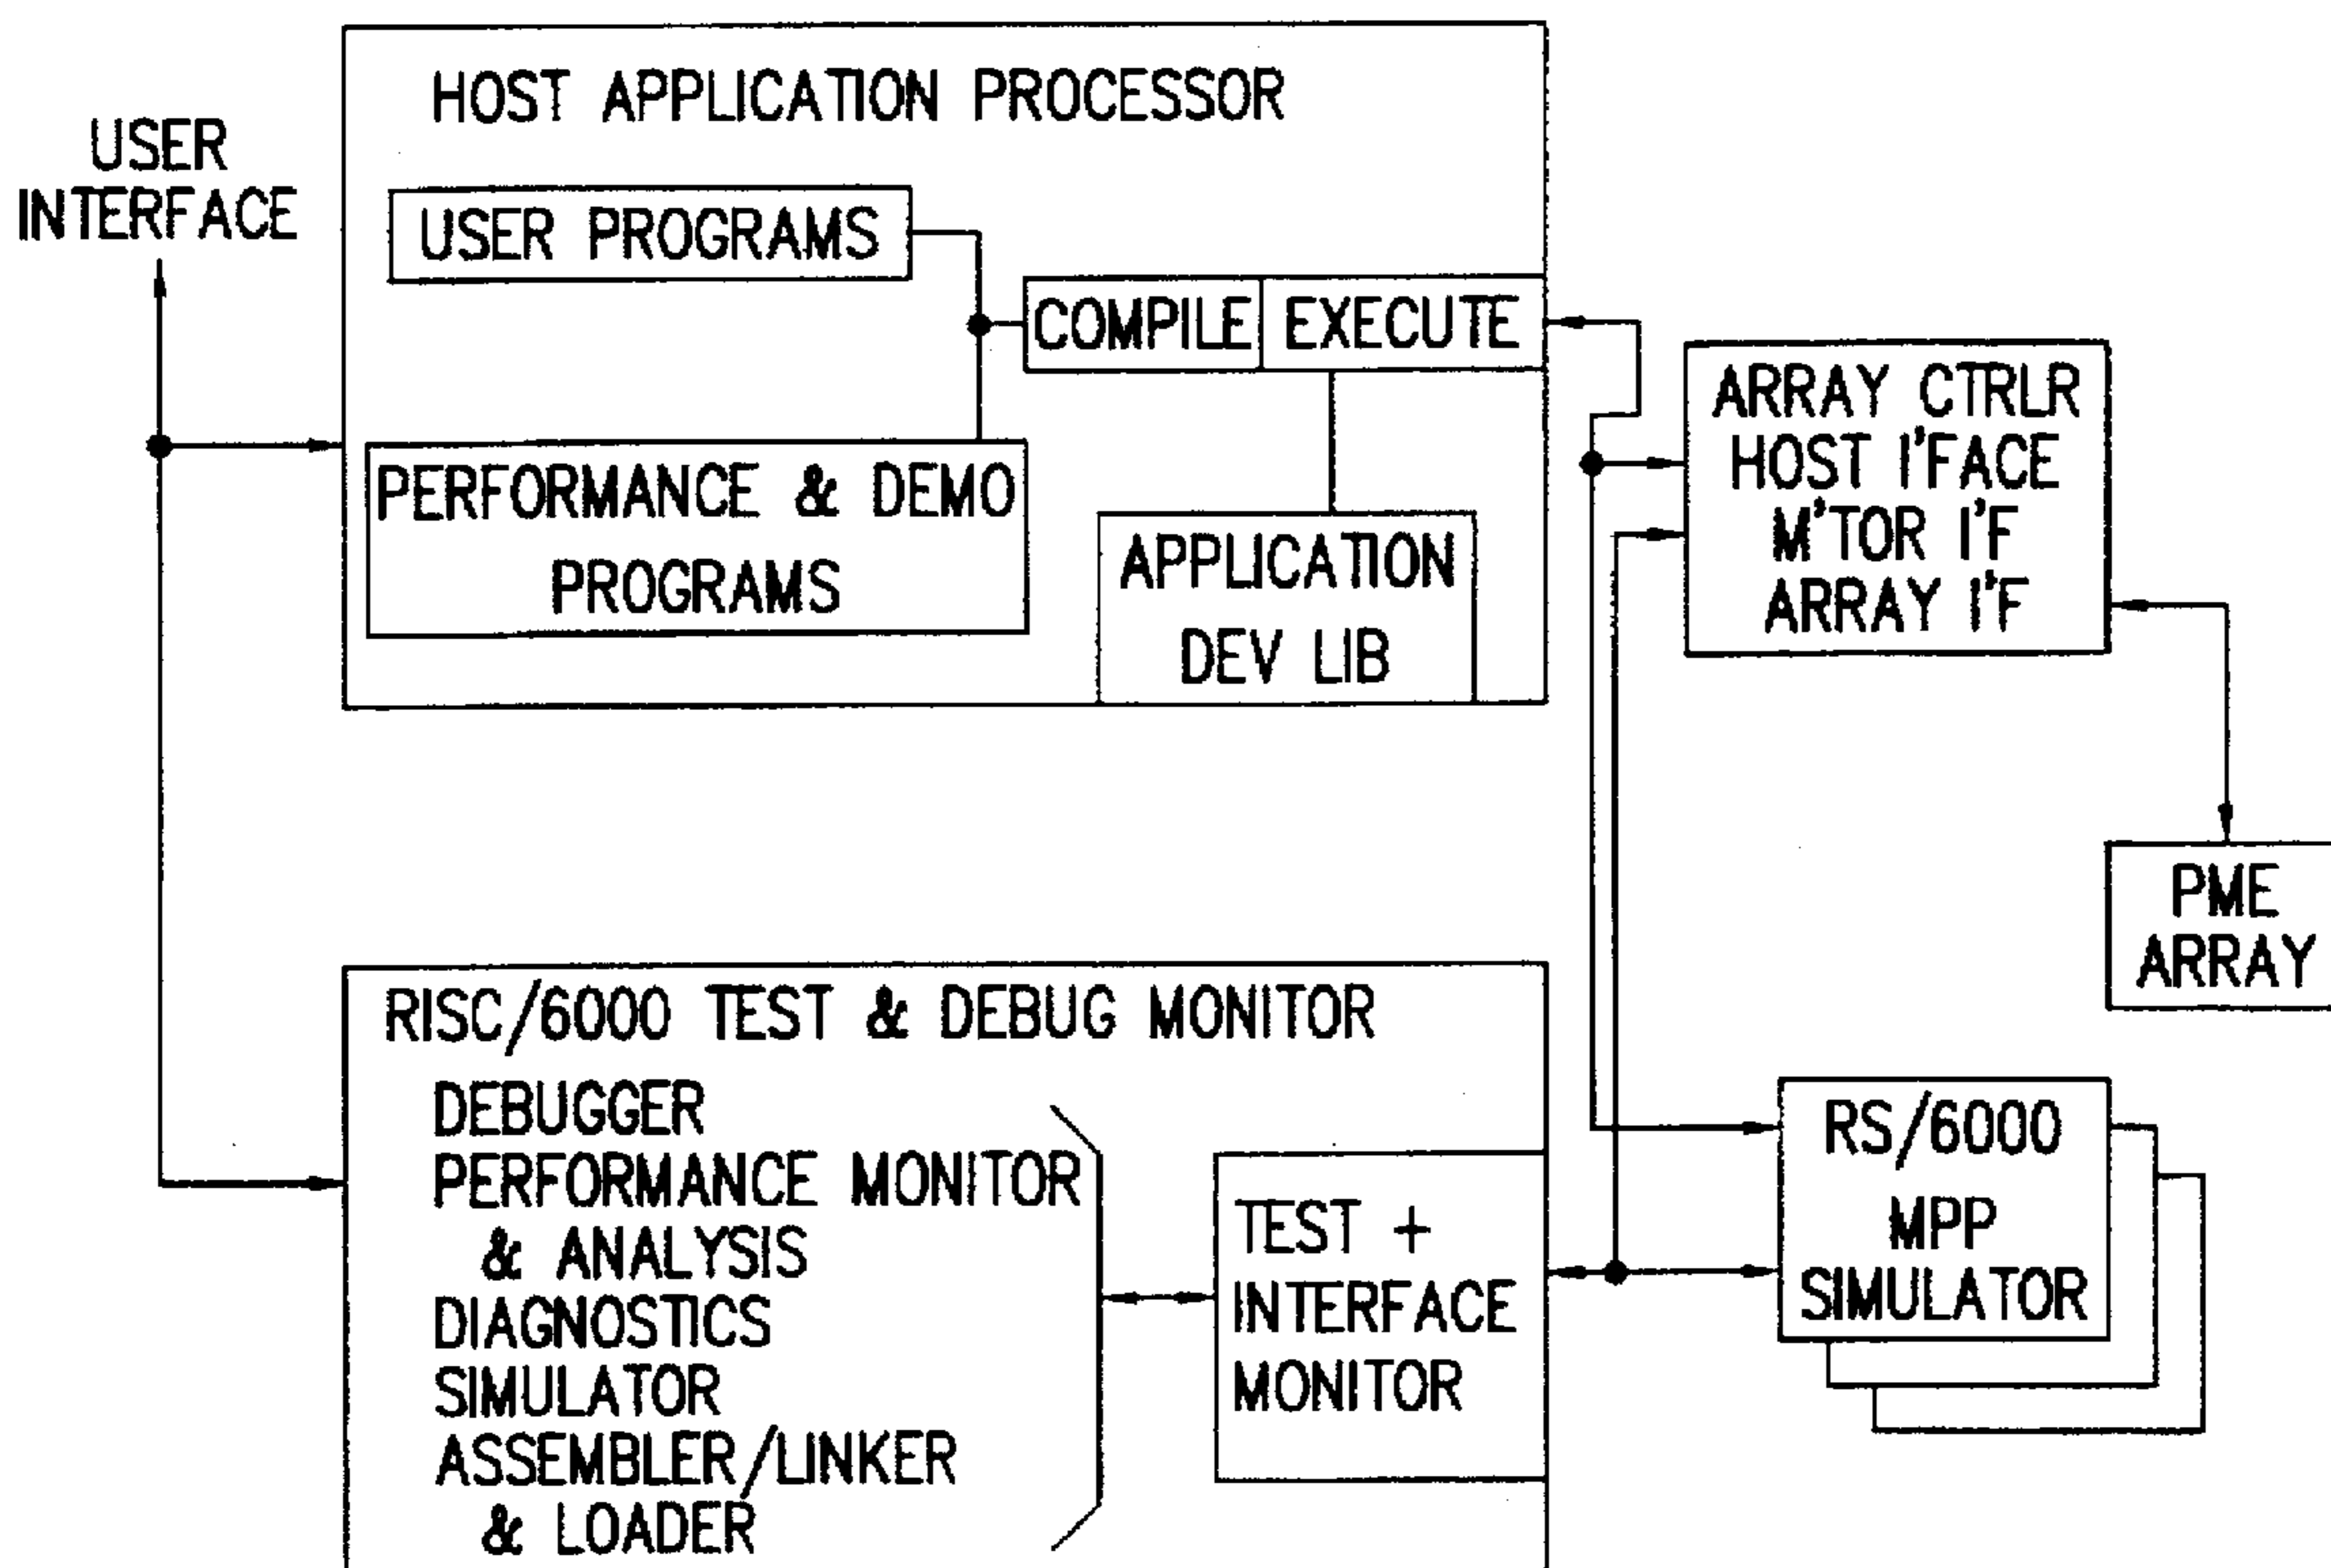 USER
INTERFACE
HOST APPLICATION PROCESSOR
USER PROGRAMS
COMPILE
EXECUTE
PERFORMANCE & DEMO
PROGRAMS
APPLICATION
DEV LIB
ARRAY CTRLR
HOST I'FACE
M'TOR I'F
ARRAY I'F
PME
ARRAY
RISC/6000 TEST & DEBUG MONITOR
DEBUGGER
PERFORMANCE MONITOR
& ANALYSIS
DIAGNOSTICS
SIMULATOR
ASSEMBLER/LINKER
& LOADER
TEST +
INTERFACE
MONITOR
RS/6000
MPP
SIMULATOR